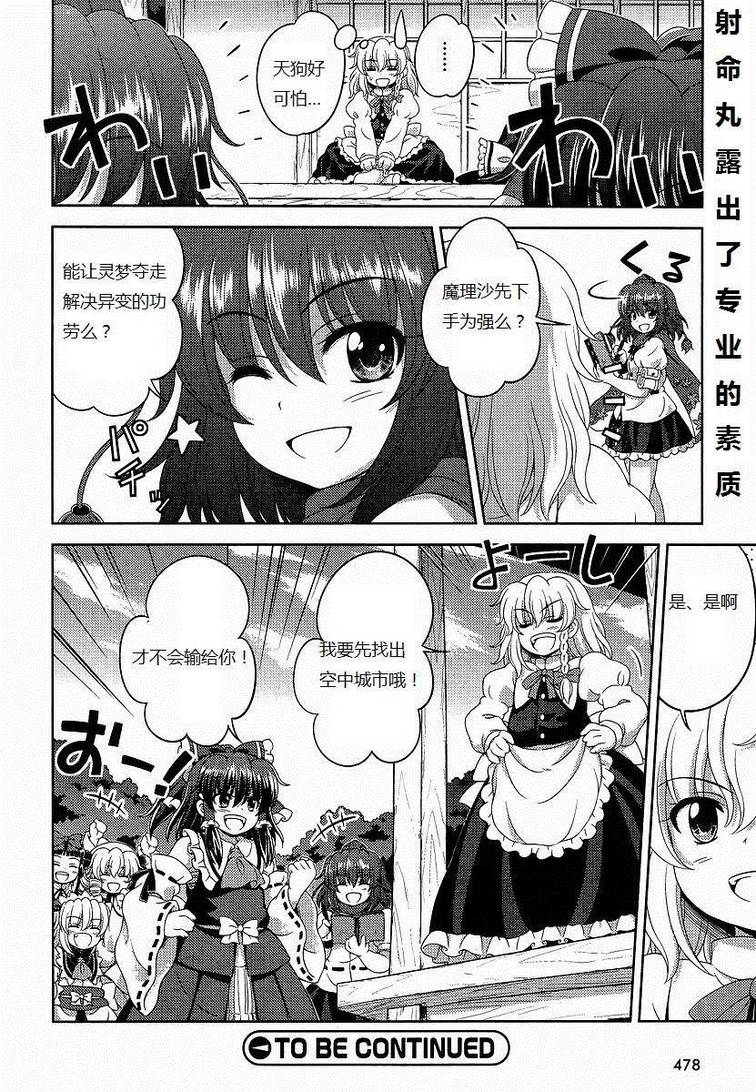 射命丸露出了专业的素质
……
天狗好
可怕…
わい
わい
くる
魔理沙先下
手为强么？
能让灵梦夺走
解决异变的功
劳么？
パチッ
是、是啊
よーし
我要先找出
空中城市哦！
才不会输给你！
おー！
TO BE CONTINUED
478